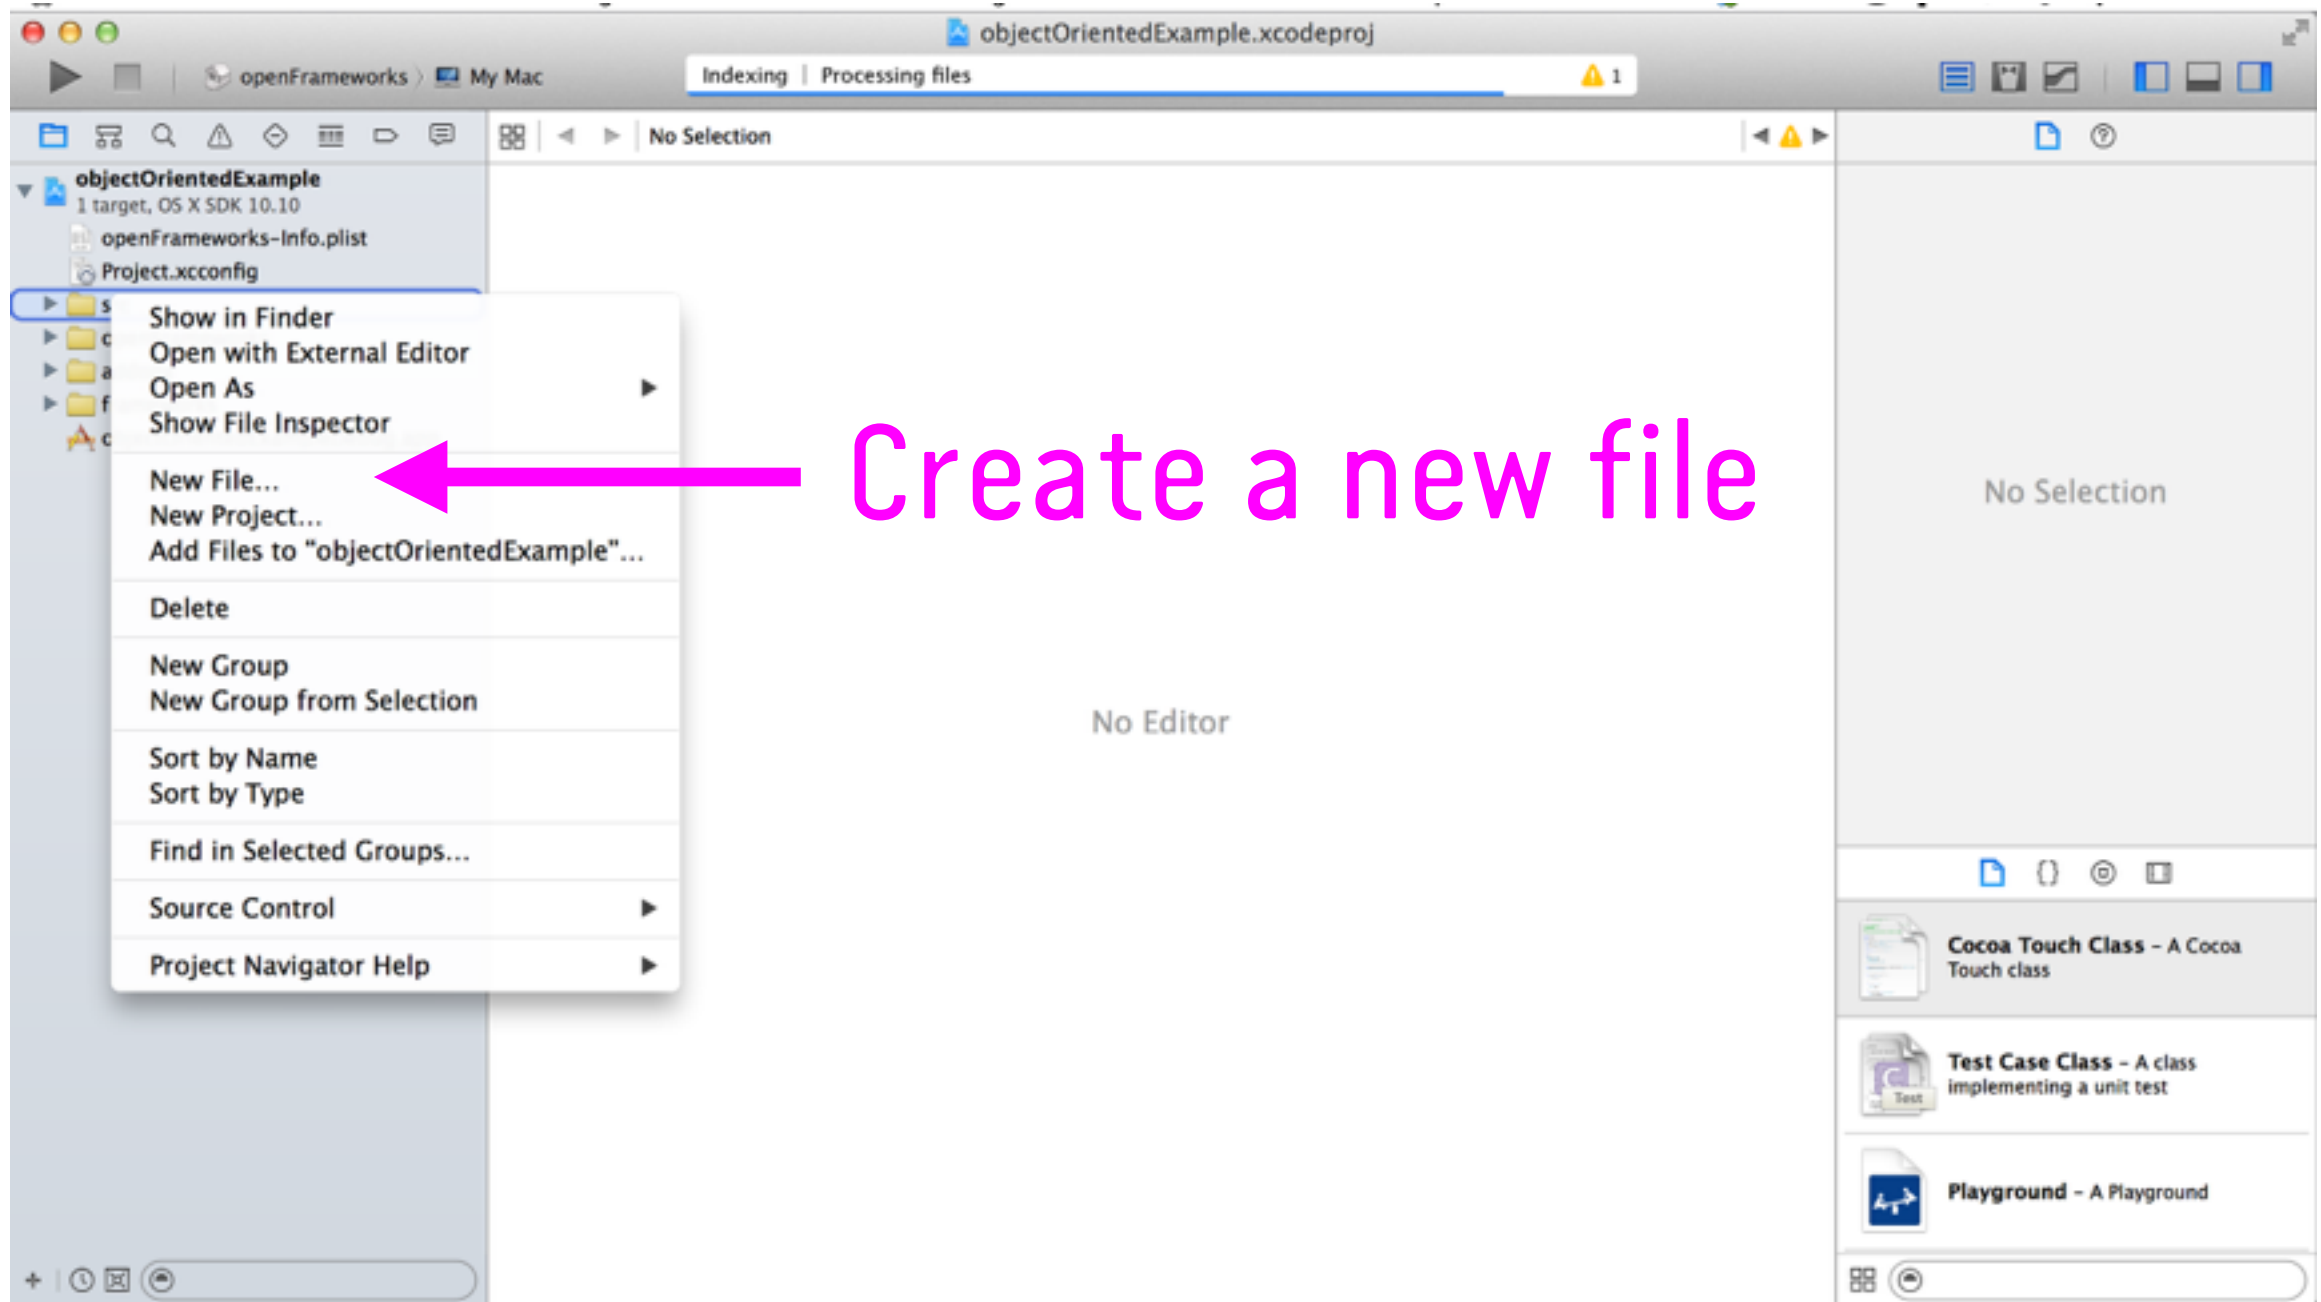 objectOrientedExample.xcodeproj
openFrameworks My Mac
Indexing | Processing files
1
No Selection
objectOrientedExample
1 target, OS X SDK 10.10
openFrameworks-Info.plist
Project.xcconfig
Show in Finder
Open with External Editor
Open As
Show File Inspector
New File...
New Project...
Add Files to "objectOrientedExample"...
Delete
New Group
New Group from Selection
Sort by Name
Sort by Type
Find in Selected Groups...
Source Control
Project Navigator Help
Create a new file
No Editor
No Selection
Cocoa Touch Class - A Cocoa
Touch class
Test Case Class - A class
implementing a unit test
Test
Playground - A Playground